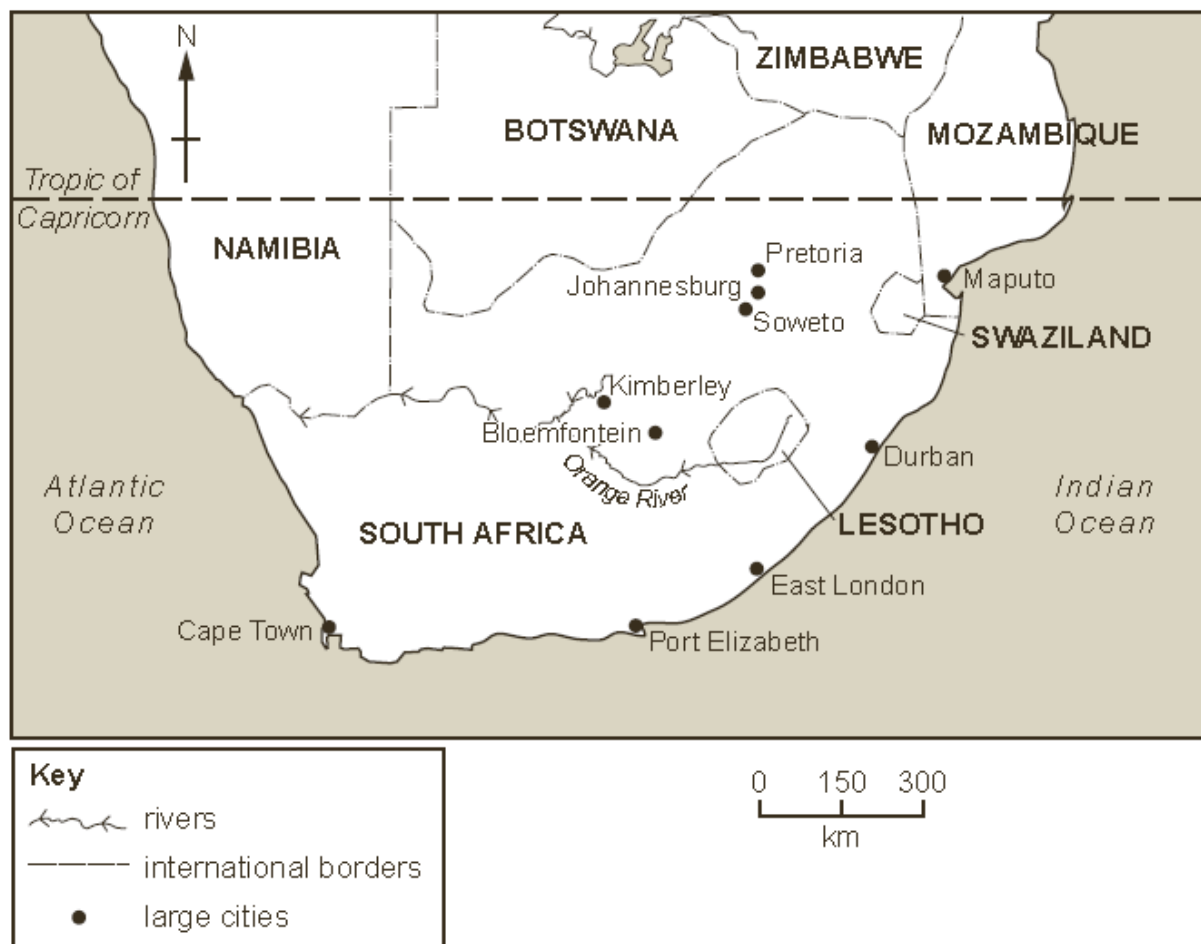 N
ZIMBABWE
BOTSWANA
MOZAMBIQUE
Tropic of
Capricorn
NAMIBIA
Pretoria
Johannesburg
Maputo
Soweto
SWAZILAND
Kimberley
Bloemfontein
Durban
Orange River
Atlantic
Ocean
Indian
Ocean
SOUTH AFRICA
LESOTHO
East London
Cape Town
Port Elizabeth
Key
rivers
international borders
large cities
0 150 300
km